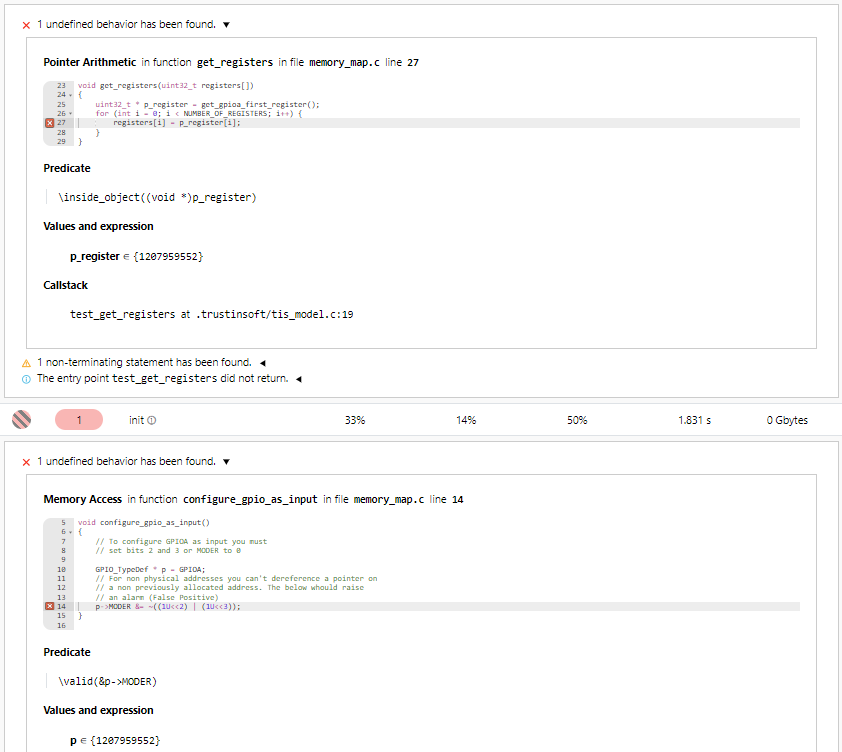 1 undefined behavior has been found. ▼
Pointer Arithmetic in function get_registers in file memory_map.c line 27
23 void get_registers(uint32_t registers[])
24 {
25 uint32_t * p_register = get_gpioa_first_register();
26 for (int i = 0; i < NUMBER_OF_REGISTERS; i++) {
27 registers[i] = p_register[i];
28 }
29 }
Predicate
\inside_object((void *)p_register)
Values and expression
p_register ∈ {1207959552}
Callstack
test_get_registers at .trustinsoft/tis_model.c:19
1 non-terminating statement has been found. ◀
The entry point test_get_registers did not return. ◀
1 init 33% 14% 50% 1.831 s 0 Gbytes
1 undefined behavior has been found. ▼
Memory Access in function configure_gpio_as_input in file memory_map.c line 14
5 void configure_gpio_as_input()
6 {
7 // To configure GPIOA as input you must
8 // set bits 2 and 3 or MODER to 0
9
10 GPIO_TypeDef * p = GPIOA;
11 // For non physical addresses you can't dereference a pointer on
12 // a non previously allocated address. The below whould raise
13 // an alarm (False Positive)
14 p->MODER &= ~((1U<<2) | (1U<<3));
15 }
16
Predicate
\valid(&p->MODER)
Values and expression
p ∈ {1207959552}